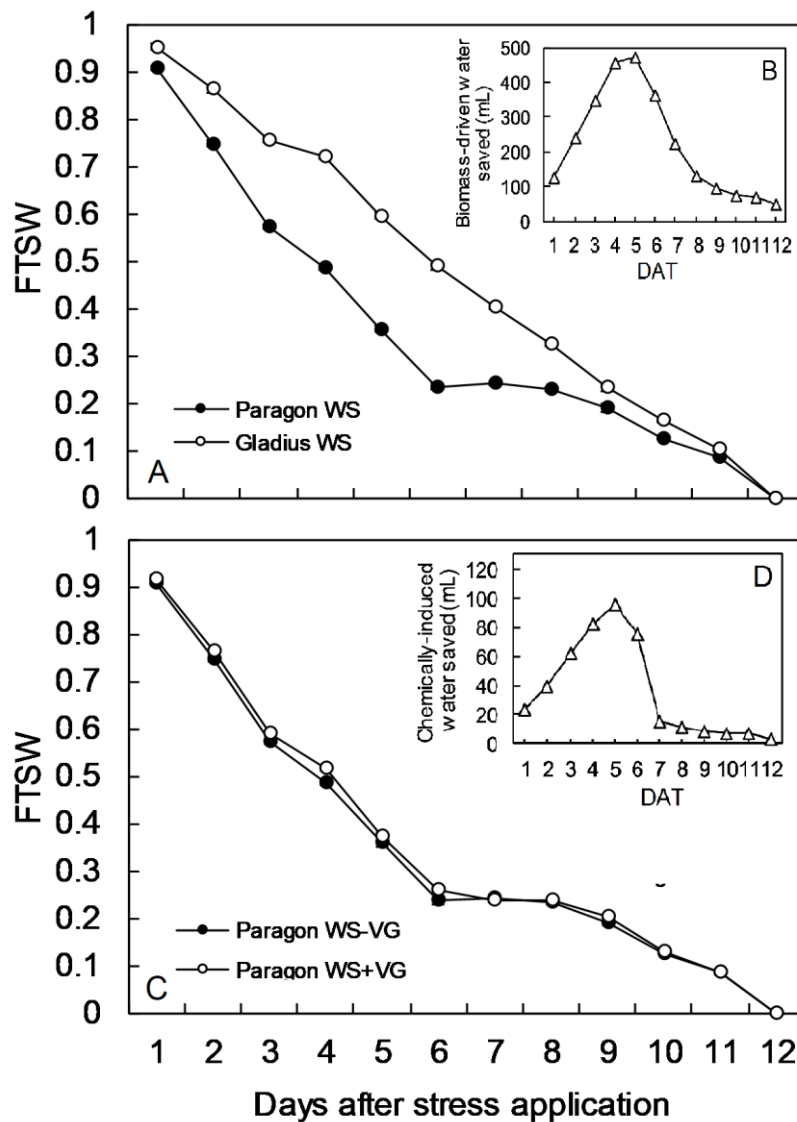 1
0.9
0.8
0.7
0.6
0.5
0.4
0.3
0.2
0.1
0
FTSW
Paragon WS
Gladius WS
A
B
500
400
300
200
100
0
Biomass-driven water
saved (mL)
1 2 3 4 5 6 7 8 9 10 11 12
DAT
1
0.9
0.8
0.7
0.6
0.5
0.4
0.3
0.2
0.1
0
FTSW
Paragon WS-VG
Paragon WS+VG
C
D
120
100
80
60
40
20
0
Chemically-induced
water saved (mL)
1 2 3 4 5 6 7 8 9 10 11 12
DAT
1 2 3 4 5 6 7 8 9 10 11 12
Days after stress application